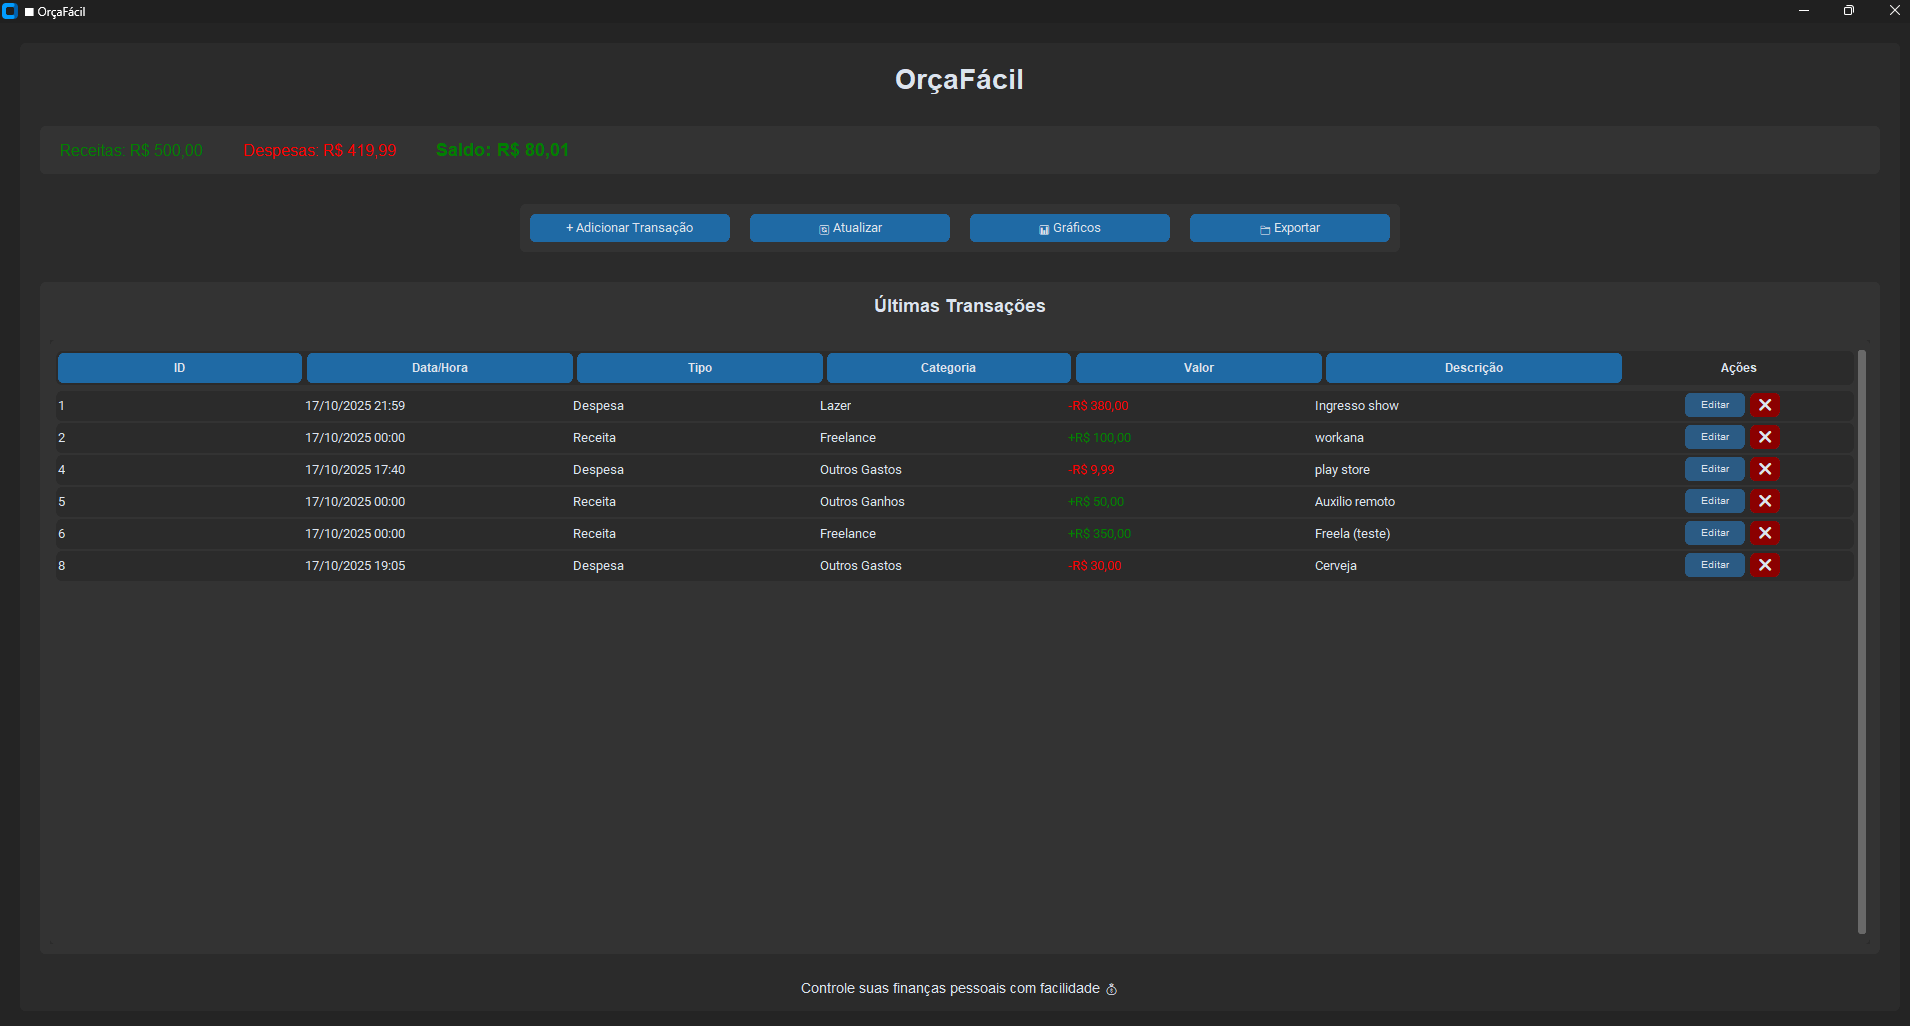 OrçaFácil
OrçaFácil
Receitas: R$ 500,00 Despesas: R$ 419,99 Saldo: R$ 80,01
+ Adicionar Transação Atualizar Gráficos Exportar
Últimas Transações
ID Data/Hora Tipo Categoria Valor Descrição Ações
1 17/10/2025 21:59 Despesa Lazer -R$ 380,00 Ingresso show Editar
2 17/10/2025 00:00 Receita Freelance +R$ 100,00 workana Editar
4 17/10/2025 17:40 Despesa Outros Gastos -R$ 9,99 play store Editar
5 17/10/2025 00:00 Receita Outros Ganhos +R$ 50,00 Auxilio remoto Editar
6 17/10/2025 00:00 Receita Freelance +R$ 350,00 Freela (teste) Editar
8 17/10/2025 19:05 Despesa Outros Gastos -R$ 30,00 Cerveja Editar
Controle suas finanças pessoais com facilidade